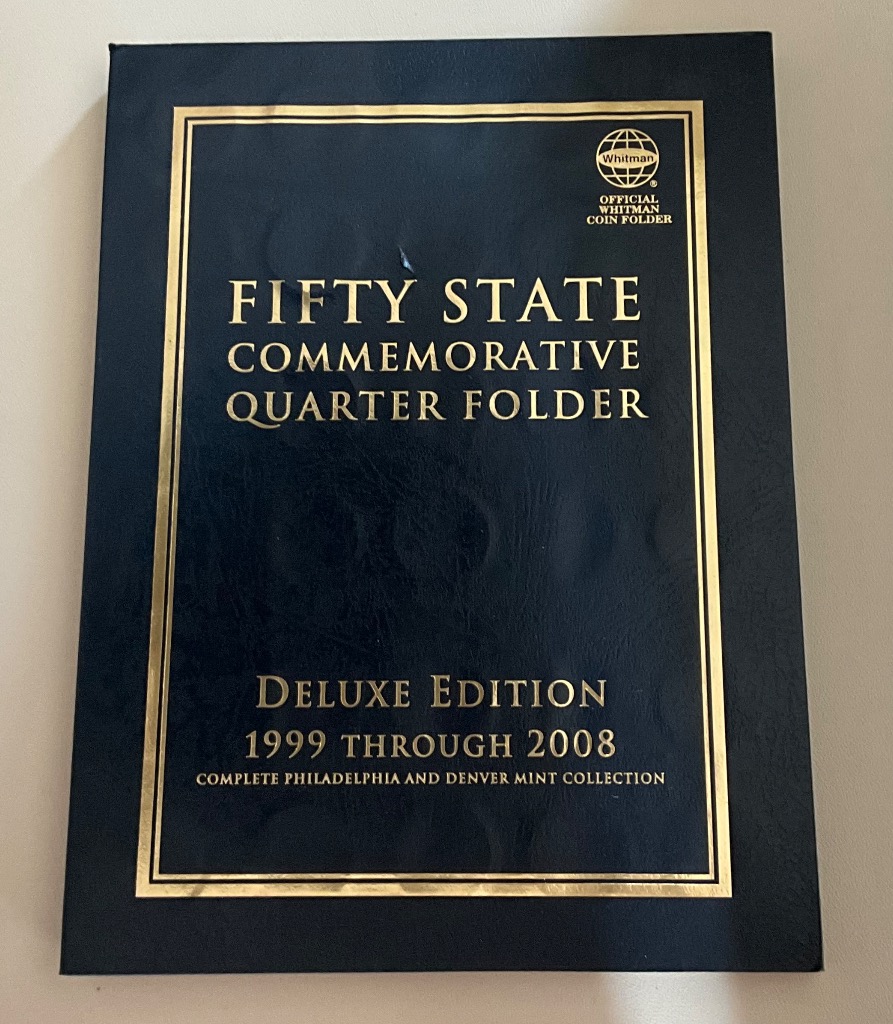 Whitman®
OFFICIAL
WHITMAN
COIN FOLDER
FIFTY STATE
COMMEMORATIVE
QUARTER FOLDER
DELUXE EDITION
1999 THROUGH 2008
COMPLETE PHILADELPHIA AND DENVER MINT COLLECTION